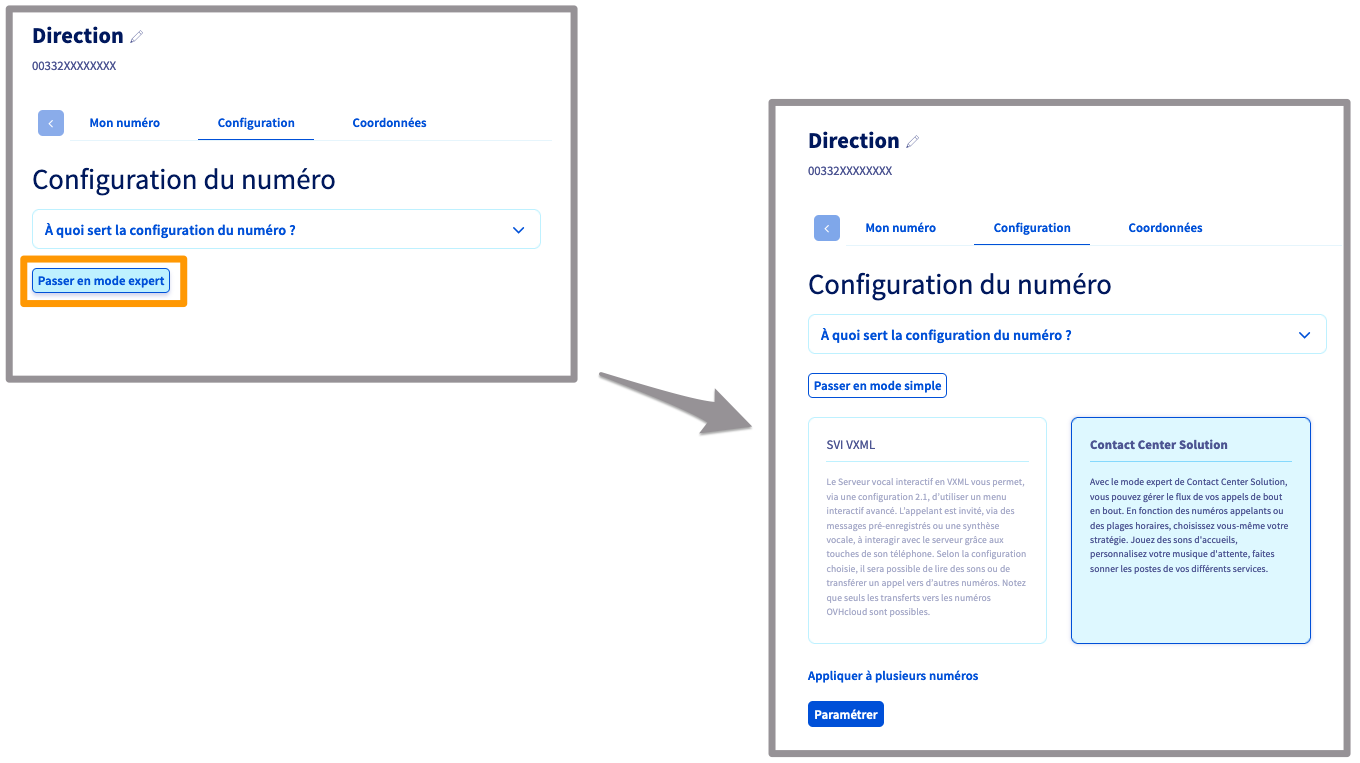 Direction
00332XXXXXXXX
Mon numéro
Configuration
Coordonnées
Configuration du numéro
À quoi sert la configuration du numéro ?
Passer en mode expert
Direction
00332XXXXXXXX
Mon numéro
Configuration
Coordonnées
Configuration du numéro
À quoi sert la configuration du numéro ?
Passer en mode simple
SVI VXML
Le Serveur vocal interactif en VXML vous permet,
via une configuration 2.1, d'utiliser un menu
interactif avancé. L'appelant est invité, via des
messages pré-enregistrés ou une synthèse
vocale, à interagir avec le serveur grâce aux
touches de son téléphone. Selon la configuration
choisie, il sera possible de lire des sons ou de
transférer un appel vers d'autres numéros. Notez
que seuls les transferts vers les numéros
OVHcloud sont possibles.
Contact Center Solution
Avec le mode expert de Contact Center Solution,
vous pouvez gérer le flux de vos appels de bout
en bout. En fonction des numéros appelants ou
des plages horaires, choisissez vous-même votre
stratégie. Jouez des sons d'accueils,
personnalisez votre musique d'attente, faites
sonner les postes de vos différents services.
Appliquer à plusieurs numéros
Paramétrer